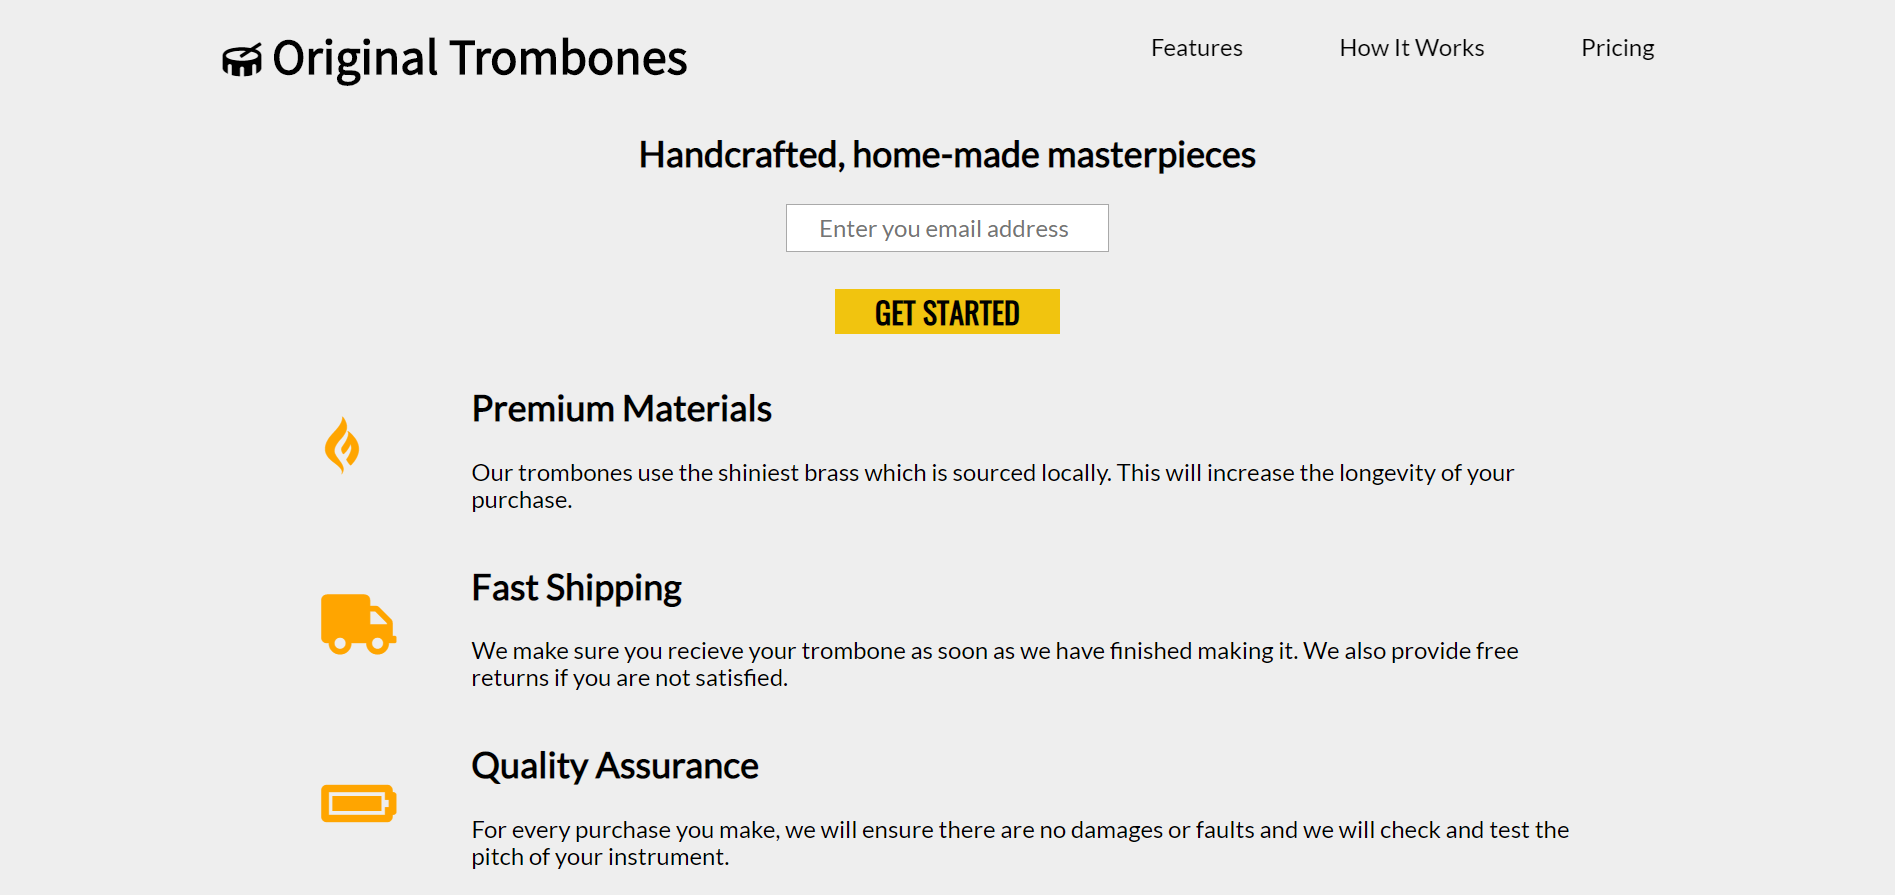 Original Trombones
Features
How It Works
Pricing
Handcrafted, home-made masterpieces
Enter you email address
GET STARTED
Premium Materials
Our trombones use the shiniest brass which is sourced locally. This will increase the longevity of your
purchase.
Fast Shipping
We make sure you recieve your trombone as soon as we have finished making it. We also provide free
returns if you are not satisfied.
Quality Assurance
For every purchase you make, we will ensure there are no damages or faults and we will check and test the
pitch of your instrument.